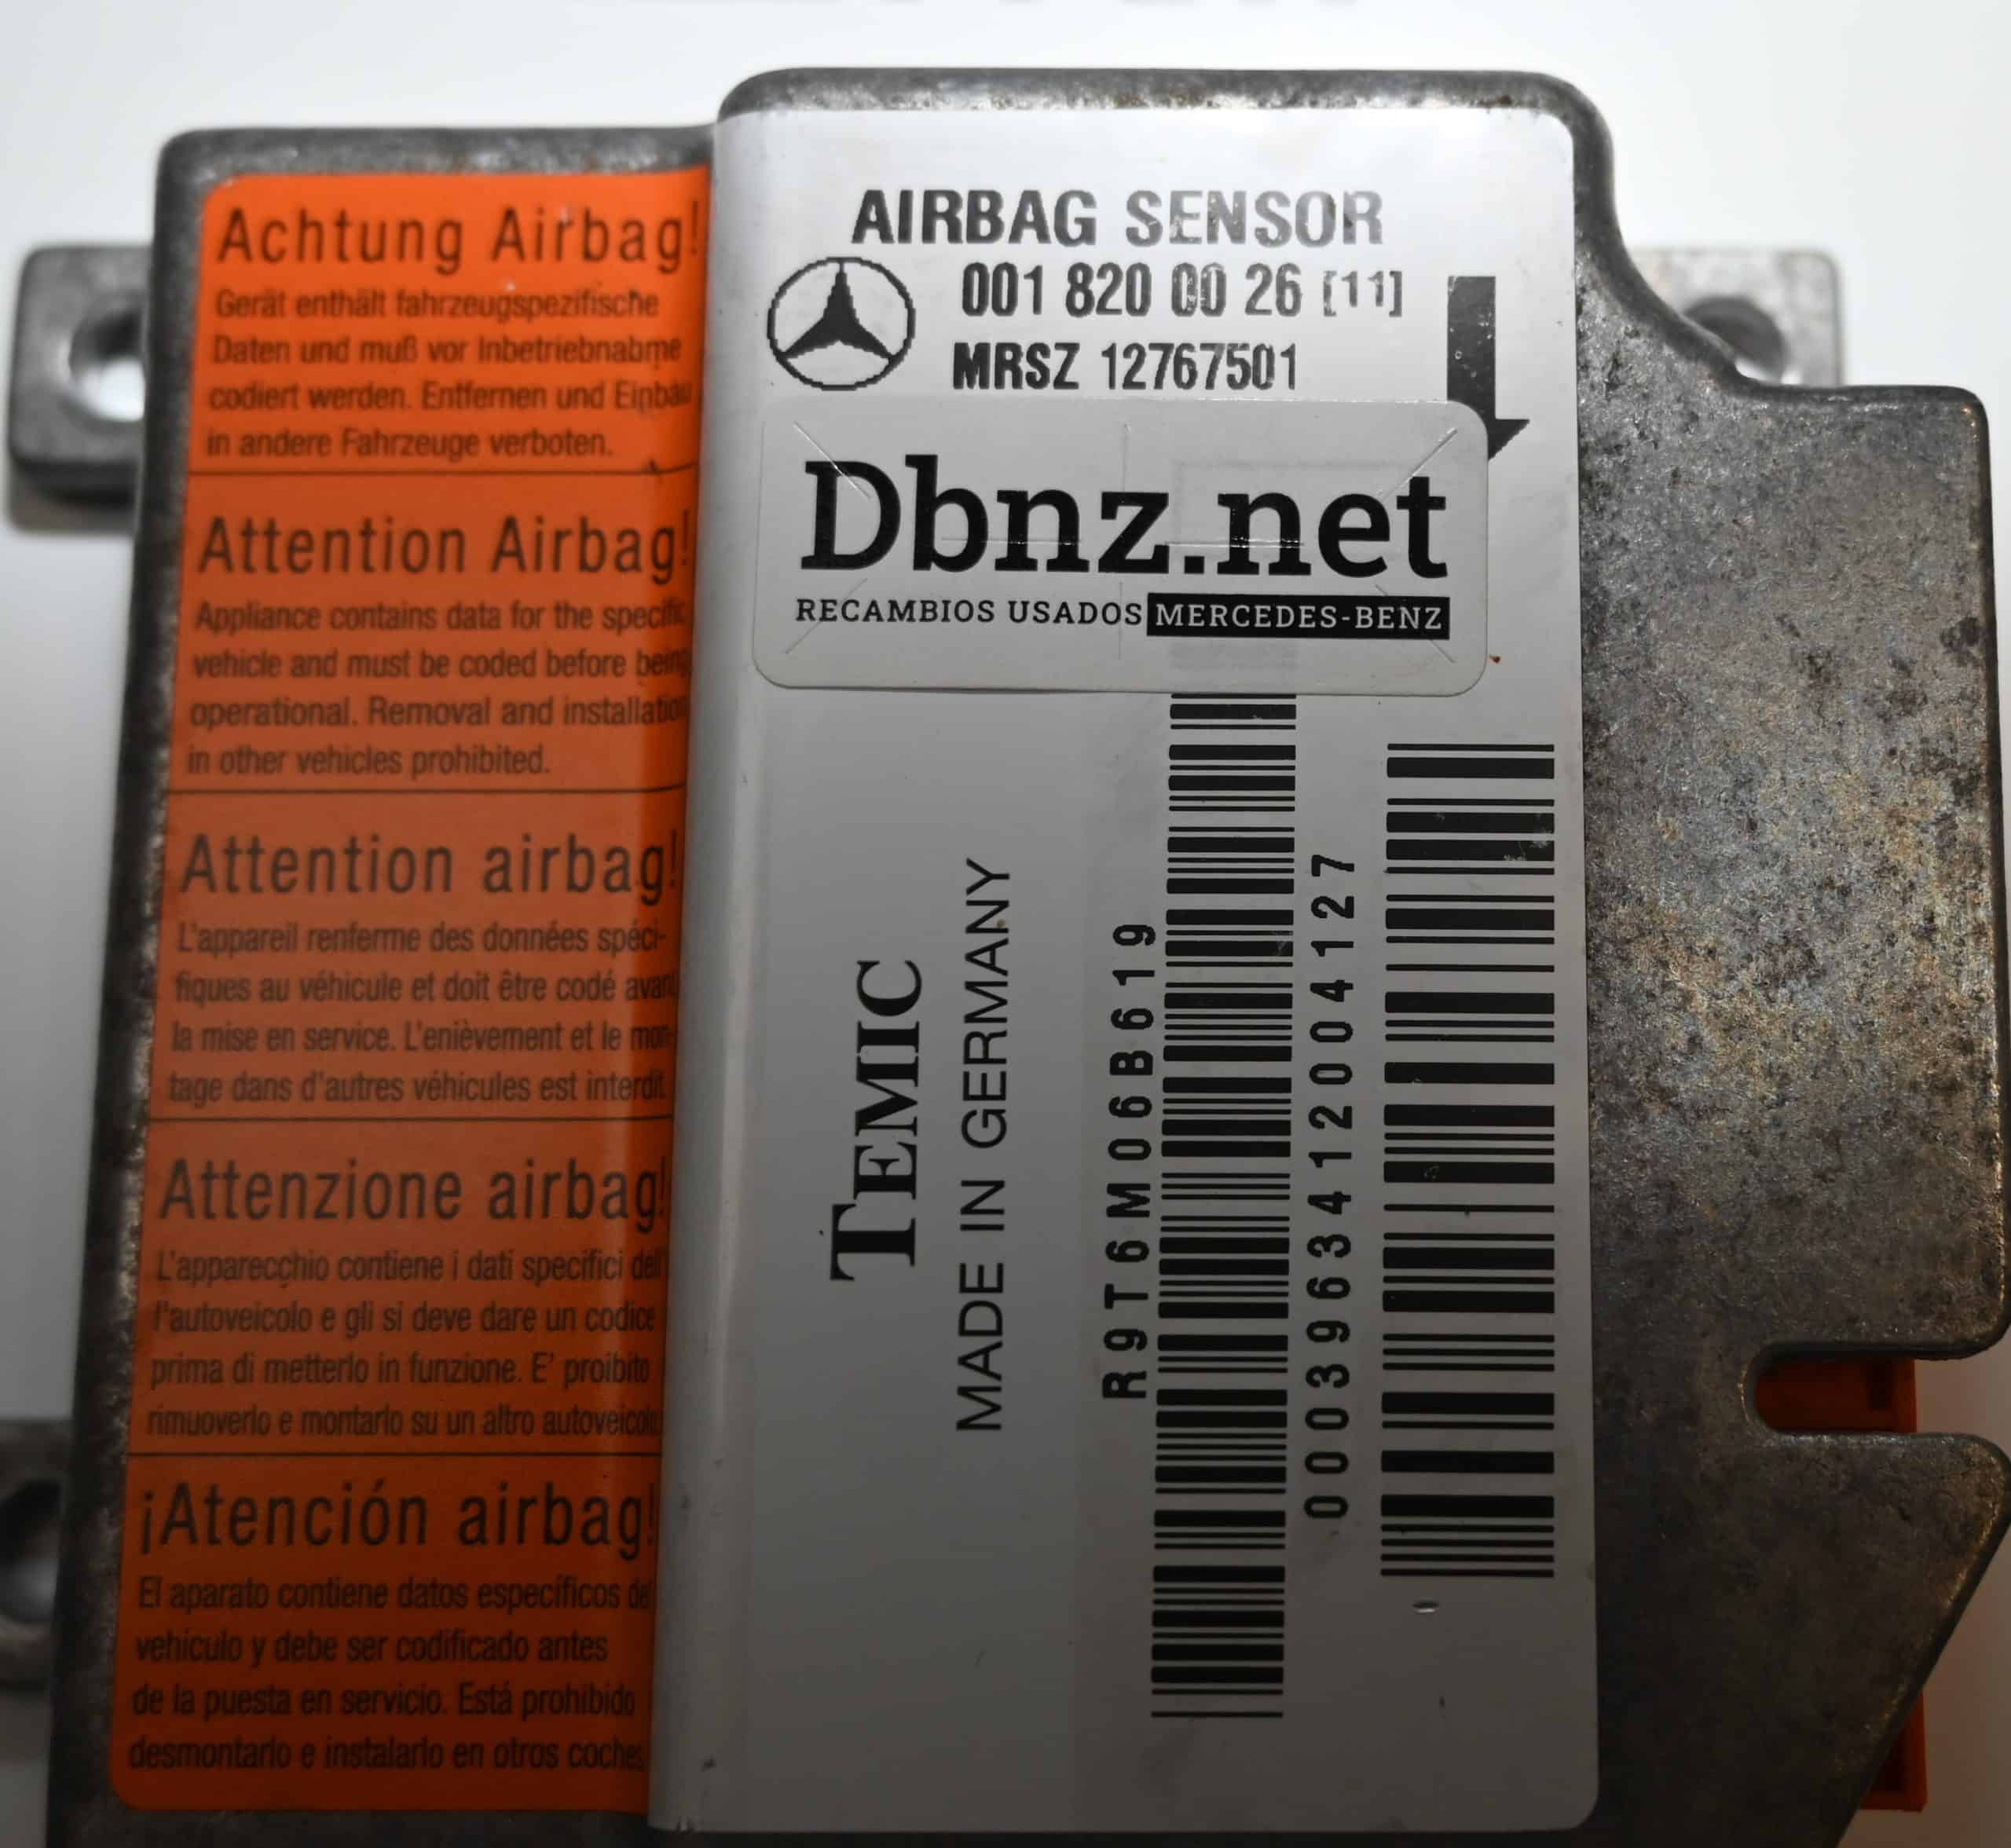 Achtung Airbag!
Gerät enthält fahrzeugspezifische
Daten und muß vor Inbetriebnahme
codiert werden. Entfernen und Einbau
in andere Fahrzeuge verboten.
Attention Airbag!
Appliance contains data for the specific
vehicle and must be coded before being
operational. Removal and installation
in other vehicles prohibited.
Attention airbag!
L'appareil renferme des données spéci-
fiques au véhicule et doit être codé avant
la mise en service. L'enièvement et le mon-
tage dans d'autres véhicules est interdit.
Attenzione airbag!
L'apparecchio contiene i dati specifici dell'
l'autoveicolo e gli si deve dare un codice
prima di metterlo in funzione. E' proibito
rimuoverlo e montarlo su un altro autoveicolo.
¡Atención airbag!
El aparato contiene datos específicos del
vehículo y debe ser codificado antes
de la puesta en servicio. Está prohibido
desmontarlo e instalarlo en otros coches
AIRBAG SENSOR
001 820 00 26 [11]
MRSZ 12767501
Dbnz.net
RECAMBIOS USADOS MERCEDES-BENZ
TEMIC
MADE IN GERMANY
R9T6M06B619
0003963412004127